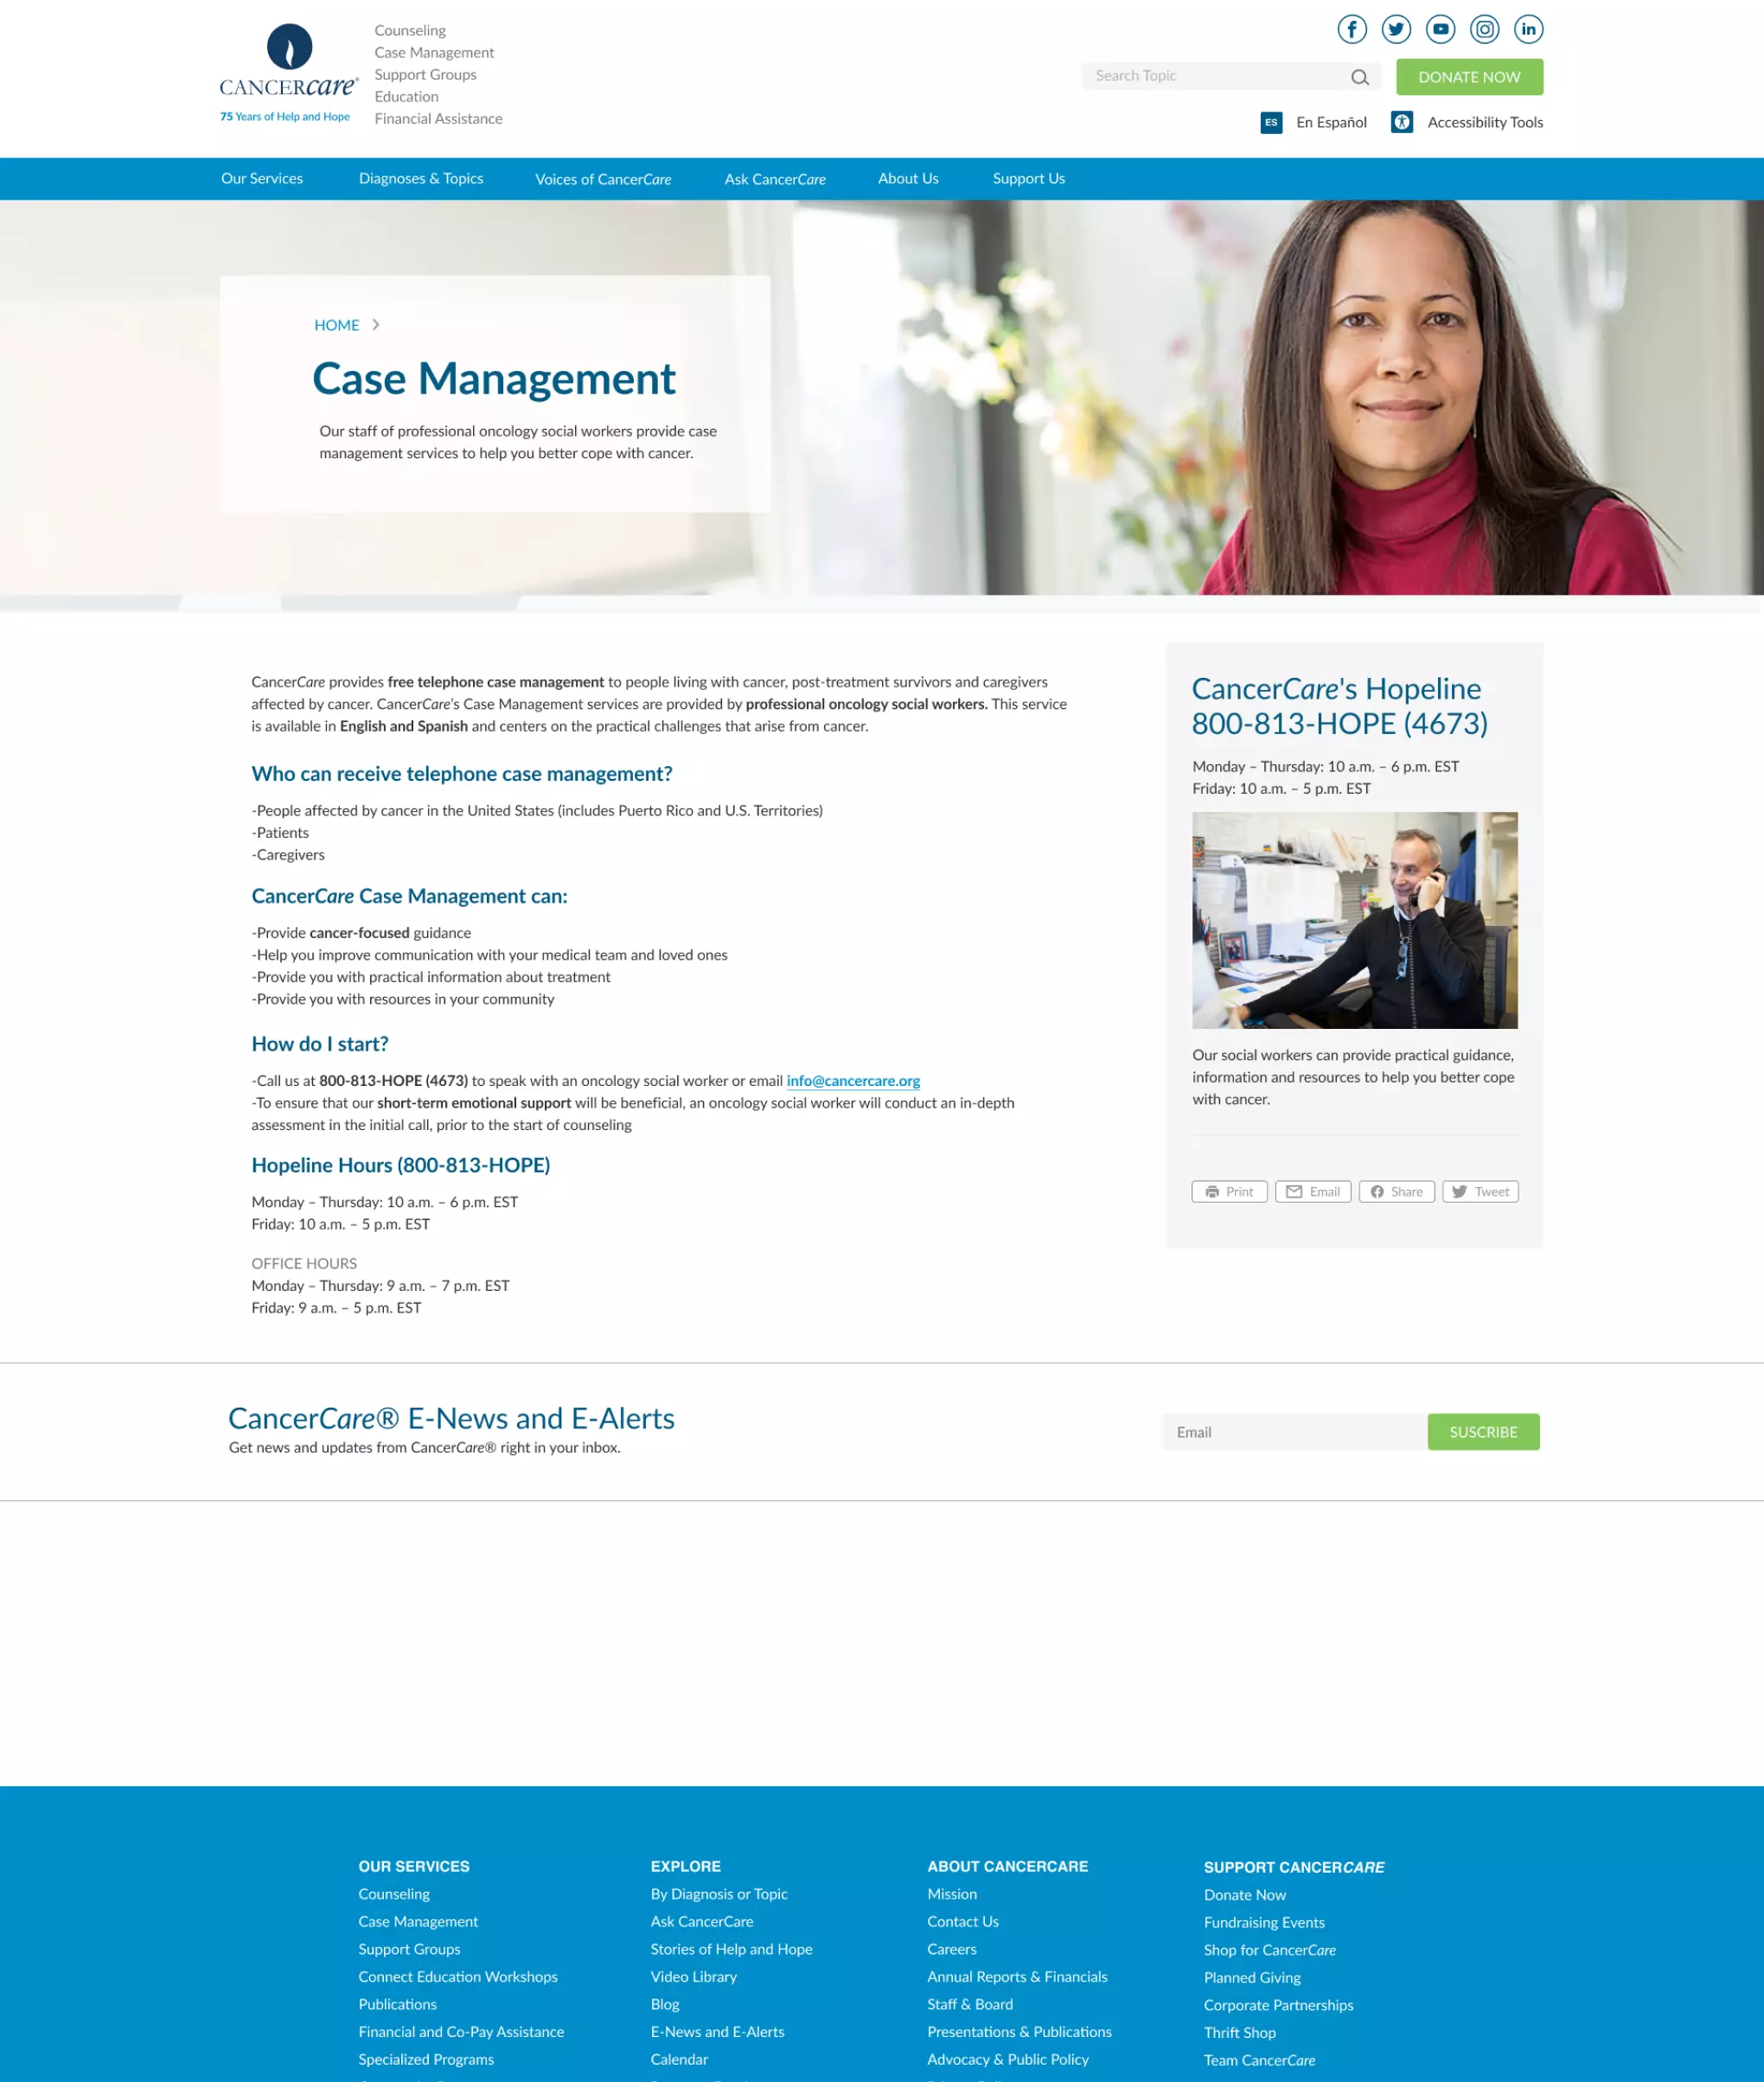 CANCERcare®
75 Years of Help and Hope
Counseling
Case Management
Support Groups
Education
Financial Assistance
Search Topic
DONATE NOW
ES En Español
Accessibility Tools
Our Services
Diagnoses & Topics
Voices of CancerCare
Ask CancerCare
About Us
Support Us
HOME >
Case Management
Our staff of professional oncology social workers provide case
management services to help you better cope with cancer.
CancerCare provides free telephone case management to people living with cancer, post-treatment survivors and caregivers
affected by cancer. CancerCare's Case Management services are provided by professional oncology social workers. This service
is available in English and Spanish and centers on the practical challenges that arise from cancer.
Who can receive telephone case management?
-People affected by cancer in the United States (includes Puerto Rico and U.S. Territories)
-Patients
-Caregivers
CancerCare Case Management can:
-Provide cancer-focused guidance
-Help you improve communication with your medical team and loved ones
-Provide you with practical information about treatment
-Provide you with resources in your community
How do I start?
-Call us at 800-813-HOPE (4673) to speak with an oncology social worker or email info@cancercare.org
-To ensure that our short-term emotional support will be beneficial, an oncology social worker will conduct an in-depth
assessment in the initial call, prior to the start of counseling
Hopeline Hours (800-813-HOPE)
Monday – Thursday: 10 a.m. – 6 p.m. EST
Friday: 10 a.m. – 5 p.m. EST
OFFICE HOURS
Monday – Thursday: 9 a.m. – 7 p.m. EST
Friday: 9 a.m. – 5 p.m. EST
CancerCare's Hopeline
800-813-HOPE (4673)
Monday – Thursday: 10 a.m. – 6 p.m. EST
Friday: 10 a.m. – 5 p.m. EST
Our social workers can provide practical guidance,
information and resources to help you better cope
with cancer.
Print
Email
Share
Tweet
CancerCare® E-News and E-Alerts
Get news and updates from CancerCare® right in your inbox.
Email
SUSCRIBE
OUR SERVICES
Counseling
Case Management
Support Groups
Connect Education Workshops
Publications
Financial and Co-Pay Assistance
Specialized Programs
EXPLORE
By Diagnosis or Topic
Ask CancerCare
Stories of Help and Hope
Video Library
Blog
E-News and E-Alerts
Calendar
ABOUT CANCERCARE
Mission
Contact Us
Careers
Annual Reports & Financials
Staff & Board
Presentations & Publications
Advocacy & Public Policy
SUPPORT CANCERCARE
Donate Now
Fundraising Events
Shop for CancerCare
Planned Giving
Corporate Partnerships
Thrift Shop
Team CancerCare